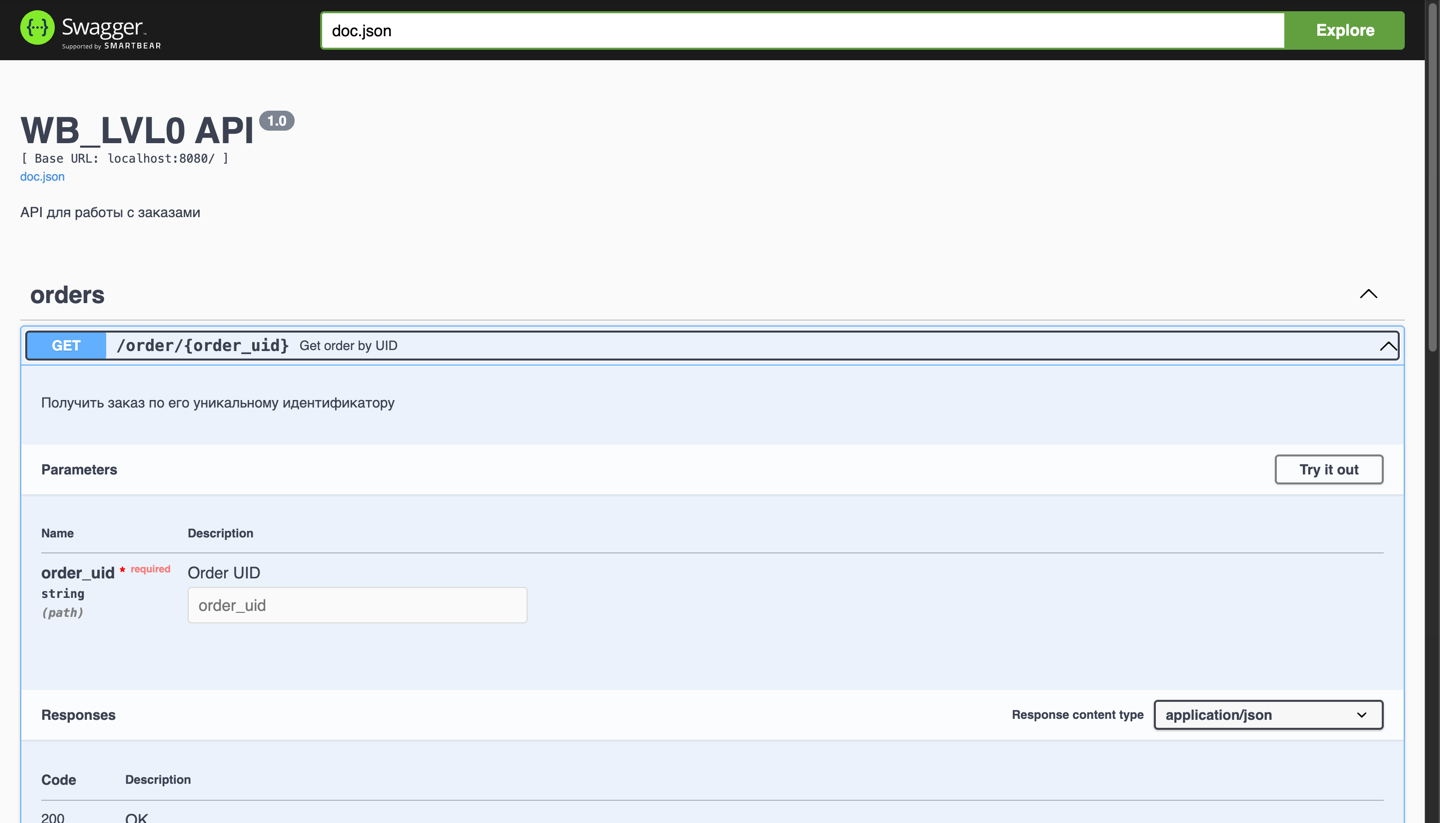 {...} Swagger™
Supported by SMARTBEAR
doc.json
Explore
WB_LVL0 API 1.0
[ Base URL: localhost:8080/ ]
doc.json
API для работы с заказами
orders
GET /order/{order_uid} Get order by UID
Получить заказ по его уникальному идентификатору
Parameters Try it out
Name Description
order_uid * required Order UID
string
order_uid
(path)
Responses Response content type application/json
Code Description
200 OK